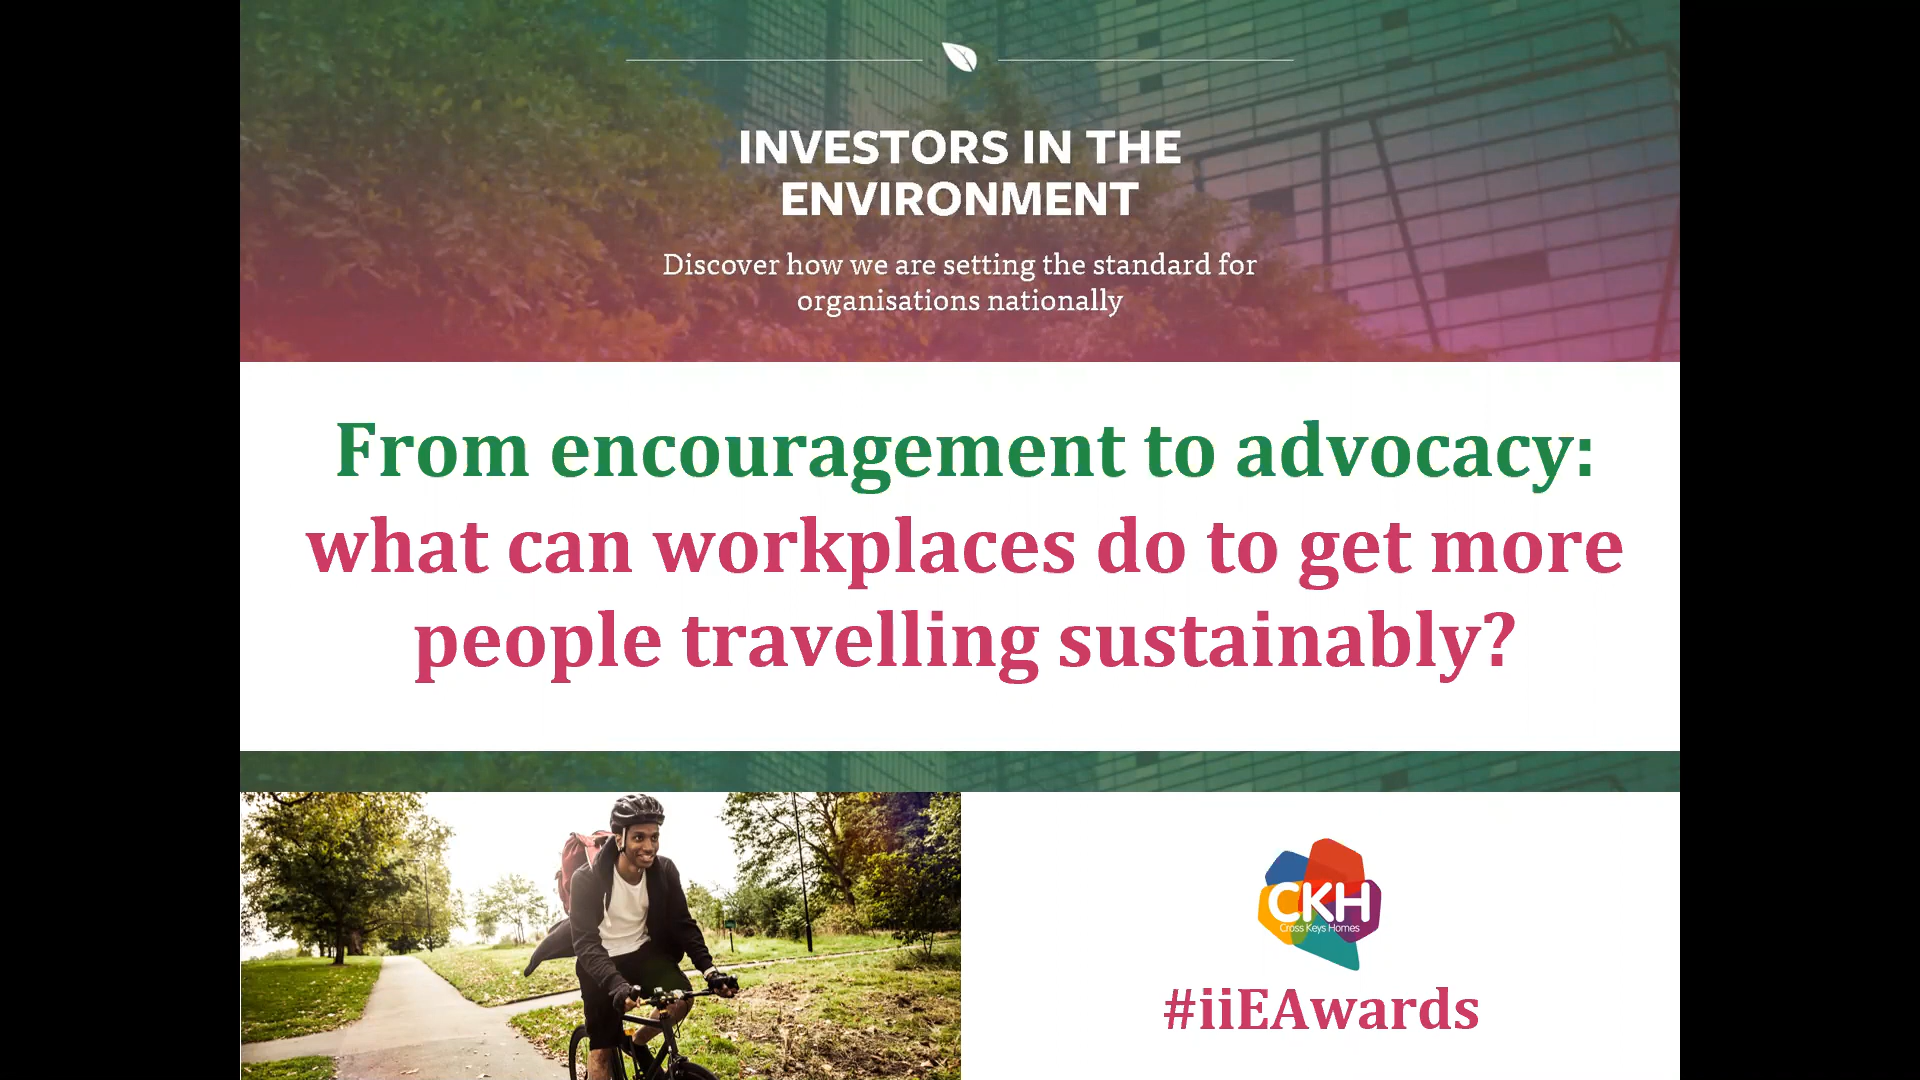 INVESTORS IN THE
ENVIRONMENT
Discover how we are setting the standard for
organisations nationally
From encouragement to advocacy:
what can workplaces do to get more
people travelling sustainably?
CKH
Cross Keys Homes
#iiEAwards